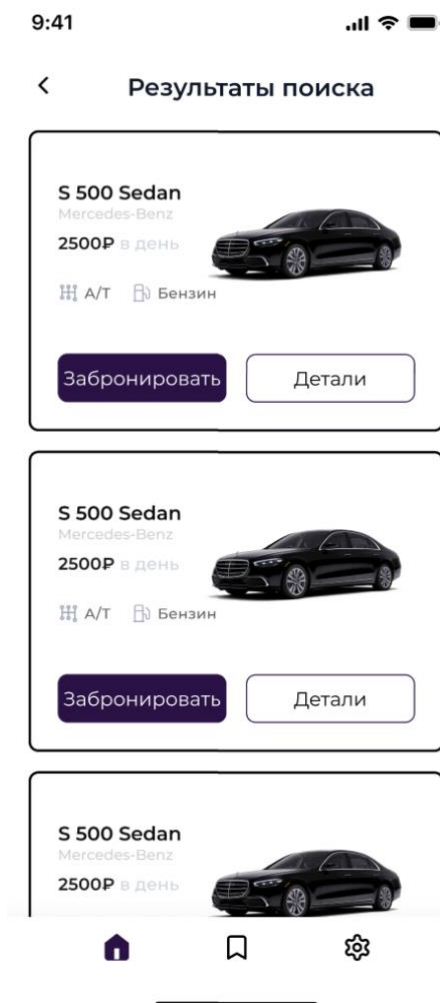 9:41
Результаты поиска
S 500 Sedan
Mercedes-Benz
2500₽ в день
A/T Бензин
Забронировать Детали
S 500 Sedan
Mercedes-Benz
2500₽ в день
A/T Бензин
Забронировать Детали
S 500 Sedan
Mercedes-Benz
2500₽ в день